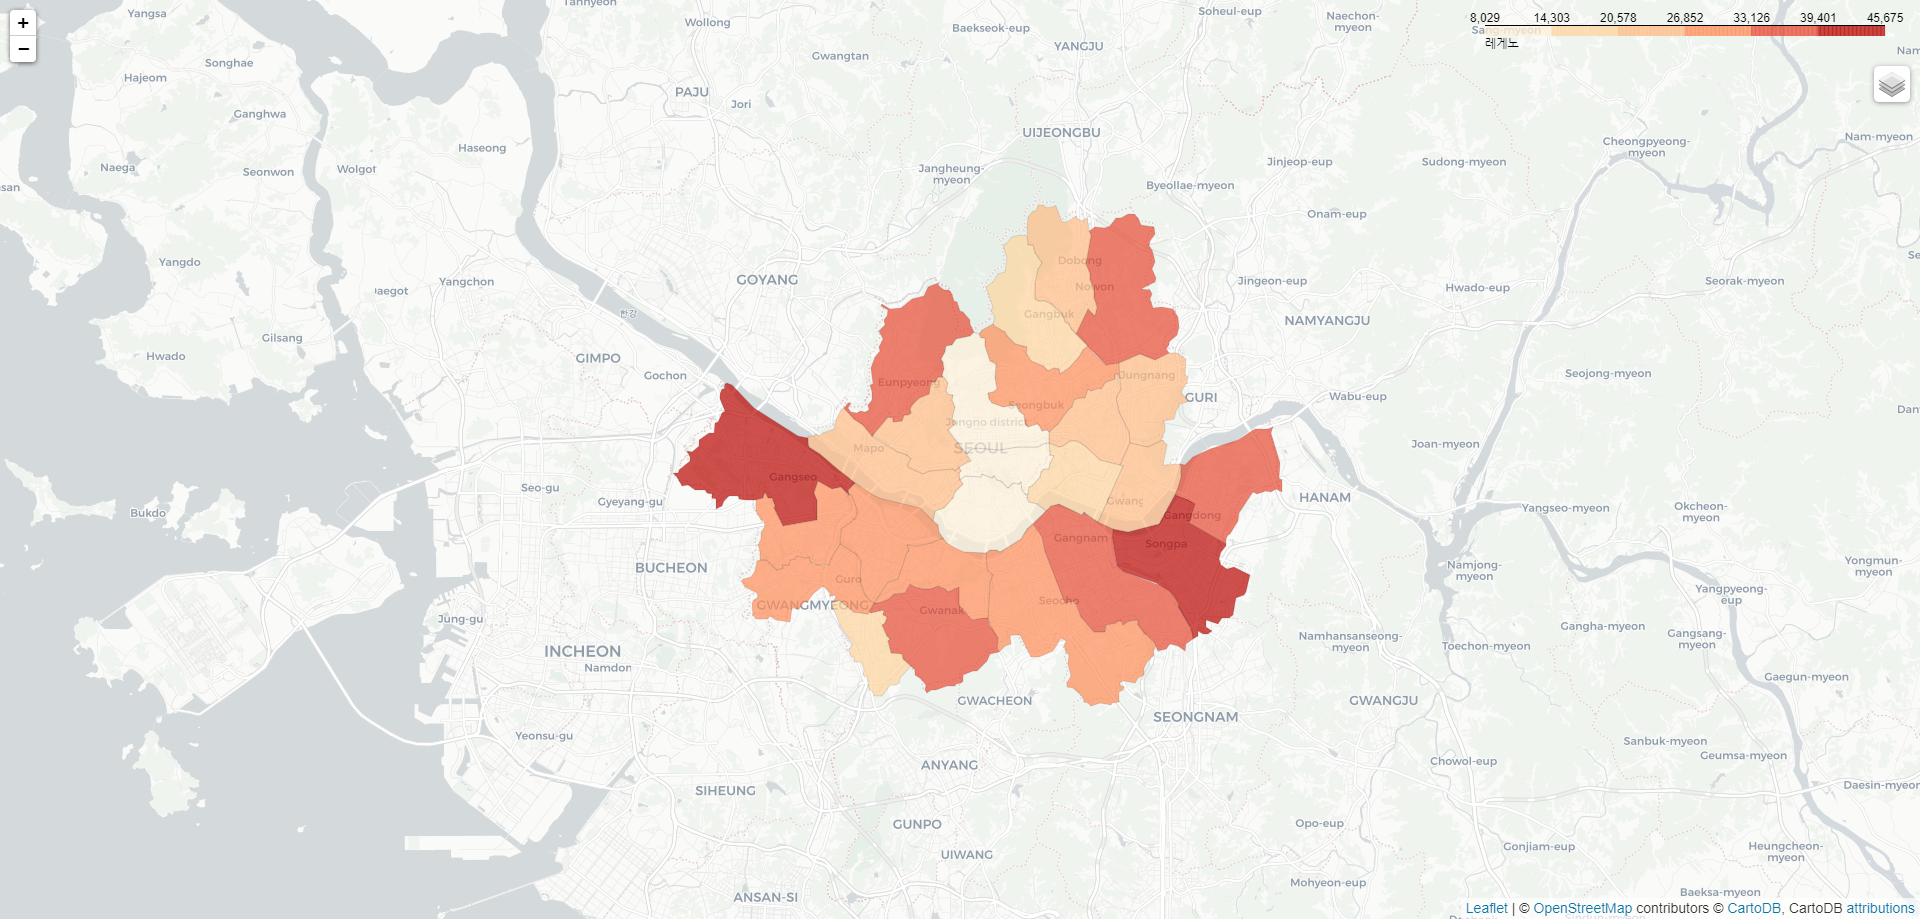 +
−
8,029 14,303 20,578 26,852 33,126 39,401 45,675
레게노
Yangsa
Tannyeon
Wollong
Soheul-eup
Naechon-
myeon
Baekseok-eup
YANGJU
Gwangtan
Songhae
Hajeom
PAJU
Jori
Ganghwa
UIJEONGBU
Haseong
Cheongpyeong-
myeon
Nam-myeon
Naega
Seonwon
Wolgot
Jangheung-
myeon
Jinjeop-eup
Sudong-myeon
Byeollae-myeon
Onam-eup
Yangdo
Yangchon
GOYANG
Dobong
Nowon
Jingeon-eup
Hwado-eup
Seorak-myeon
한강
Gangbuk
NAMYANGJU
Gilsang
Hwado
GIMPO
Gochon
Eunpyeong
Jungnang
Seojong-myeon
GURI
Wabu-eup
Seongbuk
Jongno district
Mapo
SEOUL
Joan-myeon
Gangseo
Seo-gu
Gyeyang-gu
Gwang
HANAM
Bukdo
Gangdong
Yangseo-myeon
Okcheon-
myeon
Gangnam
Songpa
BUCHEON
Guro
Namjong-
myeon
Yongmun-
myeon
Yangpyeong-
eup
GWANGMYEONG
Gwanak
Seocho
Jung-gu
Gangha-myeon
Gangsang-
myeon
Namhansanseong-
myeon
Toechon-myeon
INCHEON
Namdon
Gaegun-myeon
GWACHEON
GWANGJU
SEONGNAM
Yeonsu-gu
Sanbuk-myeon
Geumsa-myeon
ANYANG
Chowol-eup
SIHEUNG
Daesin-myeon
GUNPO
Opo-eup
UIWANG
Gonjiam-eup
Heungcheon-
myeon
Mohyeon-eup
ANSAN-SI
Baeksa-myeon
Leaflet | © OpenStreetMap contributors © CartoDB, CartoDB attributions